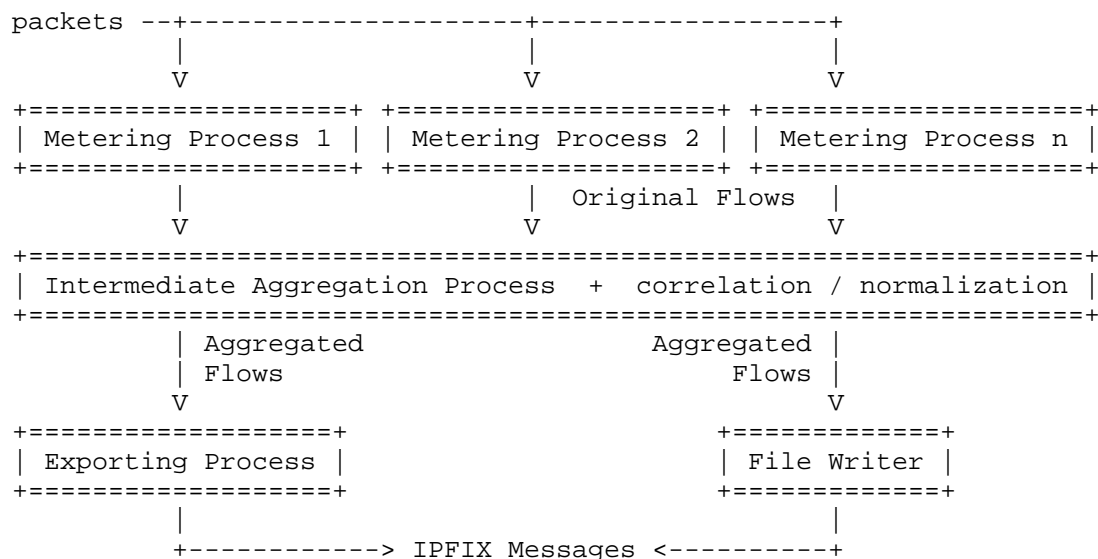 packets --+---------------------+------------------+
| | |
V V V
+====================+ +====================+ +====================+
| Metering Process 1 | | Metering Process 2 | | Metering Process n |
+====================+ +====================+ +====================+
| | Original Flows |
V V V
+==================================================================+
| Intermediate Aggregation Process + correlation / normalization |
+==================================================================+
| Aggregated Aggregated |
| Flows Flows |
V V
+===================+ +=============+
| Exporting Process | | File Writer |
+===================+ +=============+
| |
+------------> IPFIX Messages <----------+